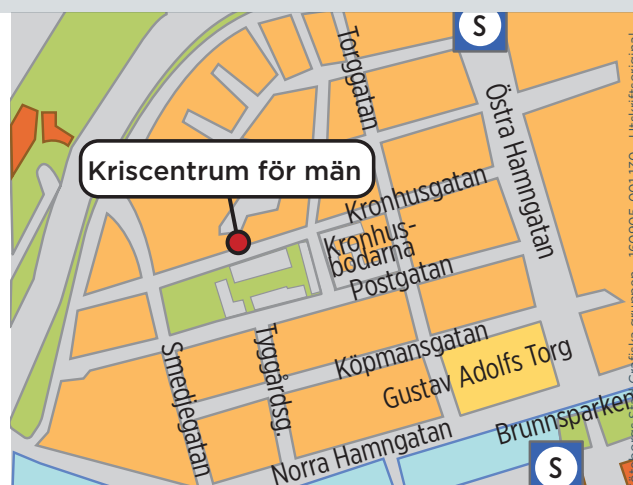 S
Torggatan
Östra Hamngatan
Kriscentrum för män
Kronhusgatan
Kronhus-
bodarna
Postgatan
Köpmansgatan
Gustav Adolfs Torg
Smedjegatan
Tyggårdsg.
Norra Hamngatan
Brunnsparken
S